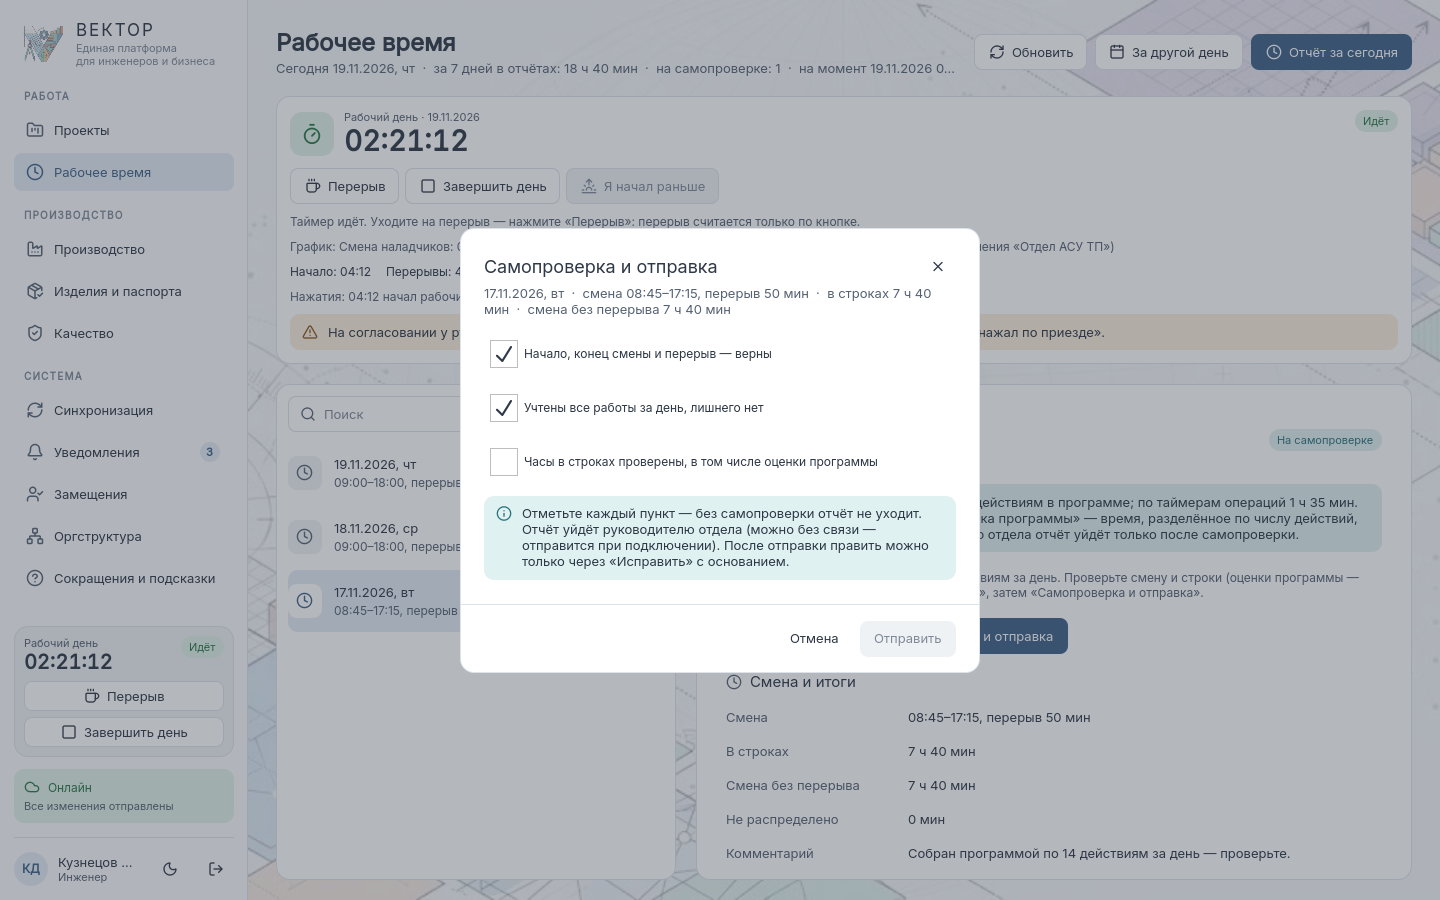 ВЕКТОР
Единая платформа
для инженеров и бизнеса
РАБОТА
Проекты
Рабочее время
ПРОИЗВОДСТВО
Производство
Изделия и паспорта
Качество
СИСТЕМА
Синхронизация
Уведомления 3
Замещения
Оргструктура
Сокращения и подсказки
Рабочий день Идёт
02:21:12
Перерыв
Завершить день
Онлайн
Все изменения отправлены
КД Кузнецов ...
Инженер
Рабочее время
Сегодня 19.11.2026, чт · за 7 дней в отчётах: 18 ч 40 мин · на самопроверке: 1 · на момент 19.11.2026 0...
Обновить За другой день Отчёт за сегодня
Рабочий день · 19.11.2026 Идёт
02:21:12
Перерыв Завершить день Я начал раньше
Таймер идёт. Уходите на перерыв — нажмите «Перерыв»: перерыв считается только по кнопке.
График: Смена наладчиков: «Отдел АСУ ТП»)
Начало: 04:12 Перерывы:
Нажатия: 04:12 начал
На согласовании у по приезде».
Поиск
19.11.2026, чт
09:00–18:00, перерыв
18.11.2026, ср
09:00–18:00, перерыв
17.11.2026, вт
08:45–17:15, перерыв
Самопроверка и отправка
17.11.2026, вт · смена 08:45–17:15, перерыв 50 мин · в строках 7 ч 40
мин · смена без перерыва 7 ч 40 мин
Начало, конец смены и перерыв — верны
Учтены все работы за день, лишнего нет
Часы в строках проверены, в том числе оценки программы
Отметьте каждый пункт — без самопроверки отчёт не уходит.
Отчёт уйдёт руководителю отдела (можно без связи —
отправится при подключении). После отправки править можно
только через «Исправить» с основанием.
Отмена Отправить
На самопроверке
действиям в программе; по таймерам операций 1 ч 35 мин.
программы» — время, разделённое по числу действий,
отдела отчёт уйдёт только после самопроверки.
за день. Проверьте смену и строки (оценки программы —
затем «Самопроверка и отправка».
и отправка
Смена и итоги
Смена 08:45–17:15, перерыв 50 мин
В строках 7 ч 40 мин
Смена без перерыва 7 ч 40 мин
Не распределено 0 мин
Комментарий Собран программой по 14 действиям за день — проверьте.